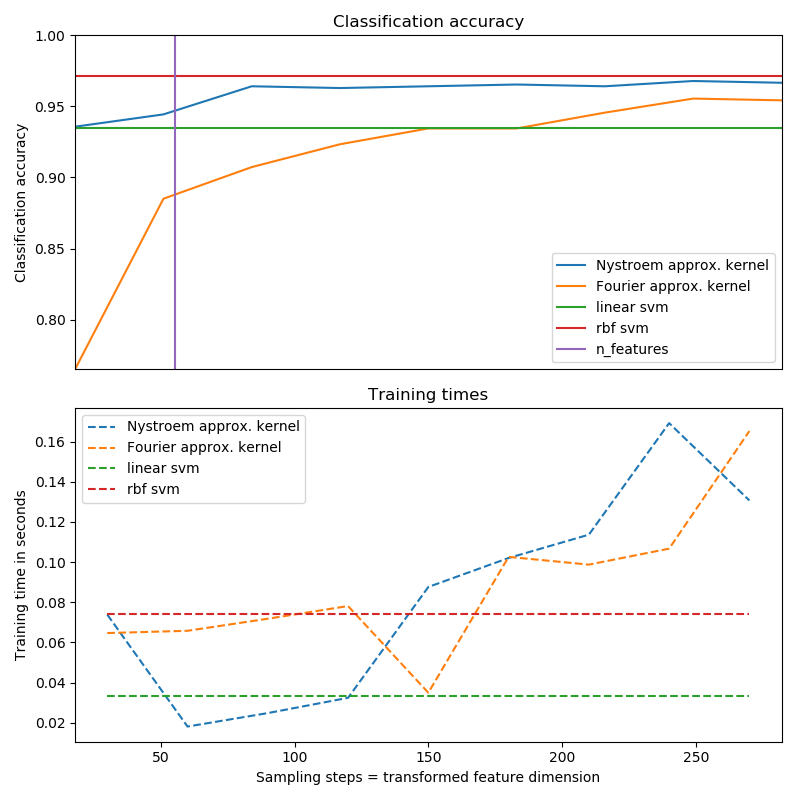 Classification accuracy
1.00
0.95
0.90
0.85
0.80
Classification accuracy
Nystroem approx. kernel
Fourier approx. kernel
linear svm
rbf svm
n_features
Training times
0.16
0.14
0.12
0.10
0.08
0.06
0.04
0.02
Training time in seconds
Nystroem approx. kernel
Fourier approx. kernel
linear svm
rbf svm
50
100
150
200
250
Sampling steps = transformed feature dimension